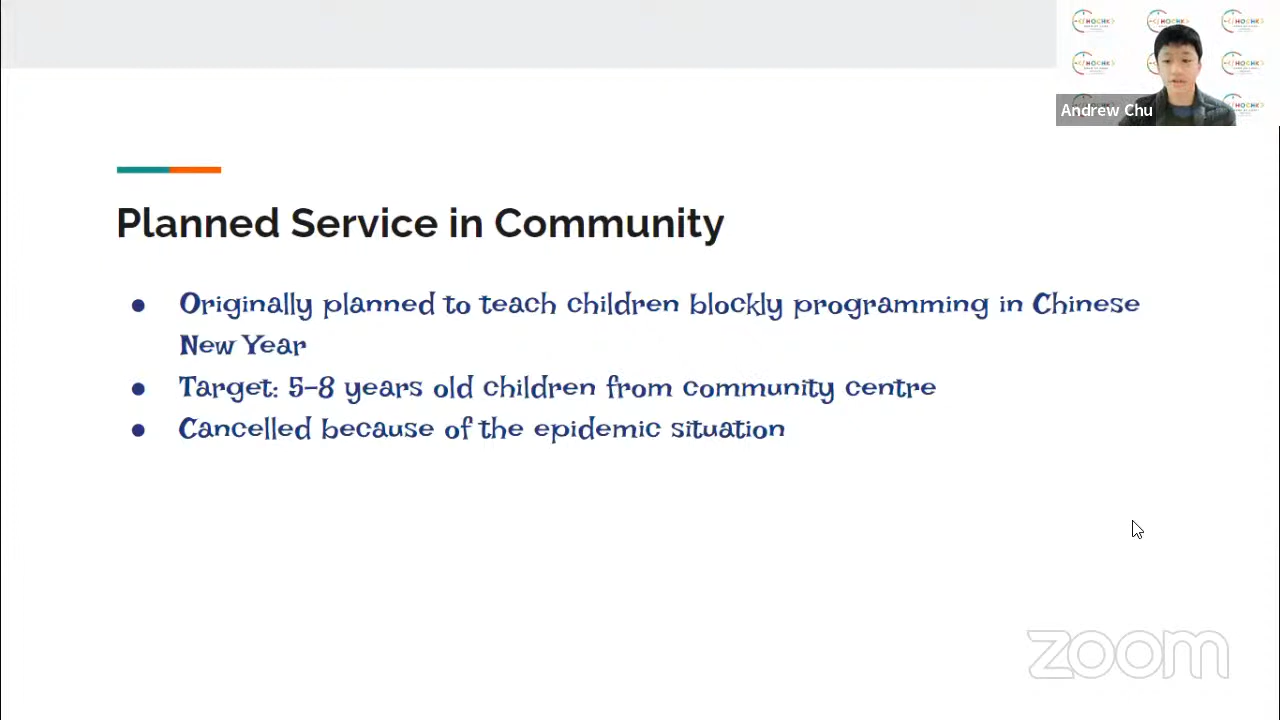 Andrew Chu
Planned Service in Community
● Originally planned to teach children blockly programming in Chinese
New Year
● Target: 5-8 years old children from community centre
● Cancelled because of the epidemic situation
zoom